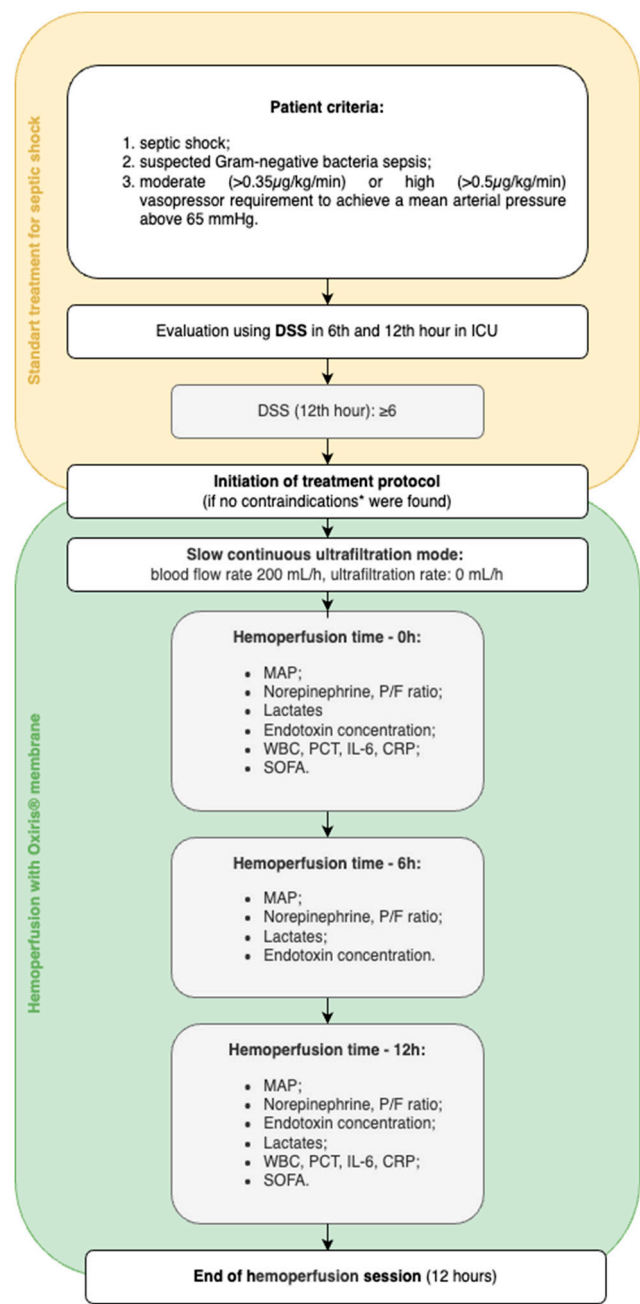 Standart treatment for septic shock
Patient criteria:
1. septic shock;
2. suspected Gram-negative bacteria sepsis;
3. moderate (>0.35µg/kg/min) or high (>0.5µg/kg/min)
vasopressor requirement to achieve a mean arterial pressure
above 65 mmHg.
Evaluation using DSS in 6th and 12th hour in ICU
DSS (12th hour): ≥6
Initiation of treatment protocol
(if no contraindications* were found)
Hemoperfusion with Oxiris® membrane
Slow continuous ultrafiltration mode:
blood flow rate 200 mL/h, ultrafiltration rate: 0 mL/h
Hemoperfusion time - 0h:
• MAP;
• Norepinephrine, P/F ratio;
• Lactates
• Endotoxin concentration;
• WBC, PCT, IL-6, CRP;
• SOFA.
Hemoperfusion time - 6h:
• MAP;
• Norepinephrine, P/F ratio;
• Lactates;
• Endotoxin concentration.
Hemoperfusion time - 12h:
• MAP;
• Norepinephrine, P/F ratio;
• Endotoxin concentration;
• Lactates;
• WBC, PCT, IL-6, CRP;
• SOFA.
End of hemoperfusion session (12 hours)